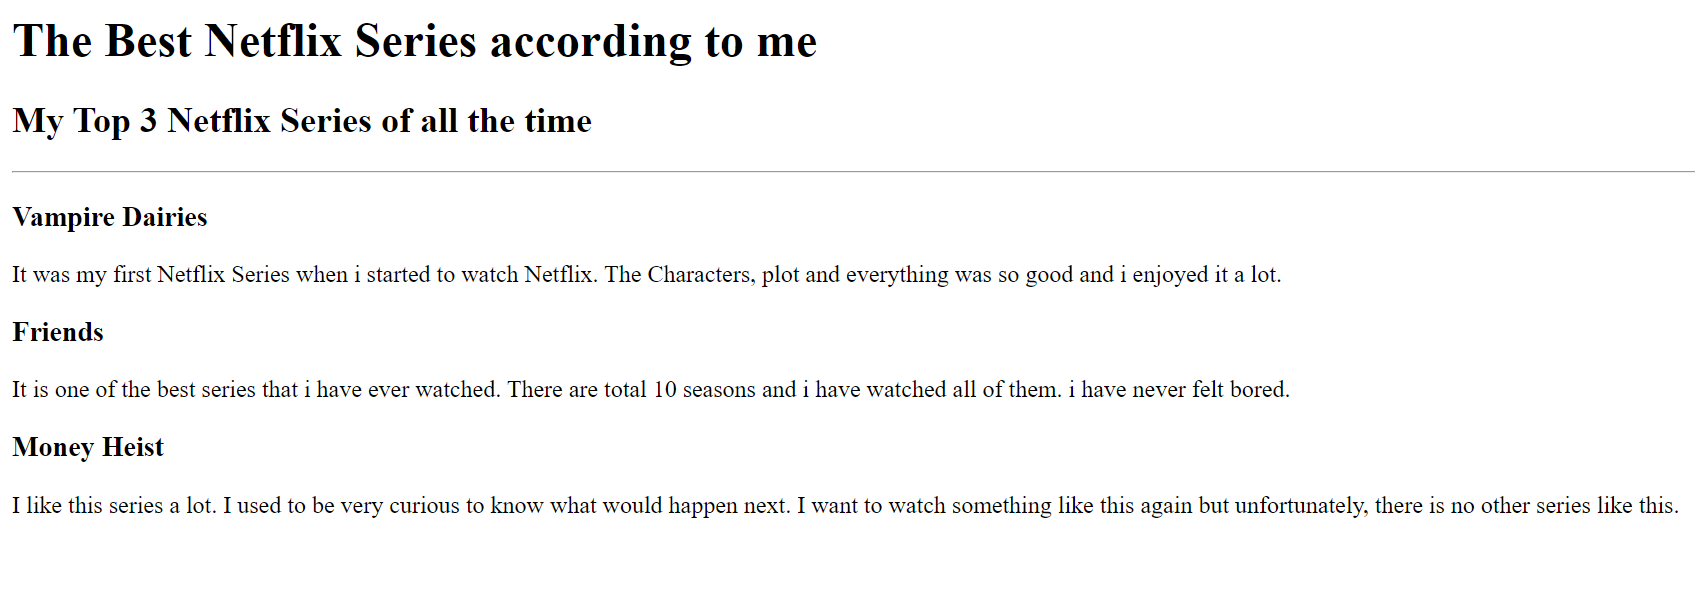 The Best Netflix Series according to me
My Top 3 Netflix Series of all the time
Vampire Dairies
It was my first Netflix Series when i started to watch Netflix. The Characters, plot and everything was so good and i enjoyed it a lot.
Friends
It is one of the best series that i have ever watched. There are total 10 seasons and i have watched all of them. i have never felt bored.
Money Heist
I like this series a lot. I used to be very curious to know what would happen next. I want to watch something like this again but unfortunately, there is no other series like this.